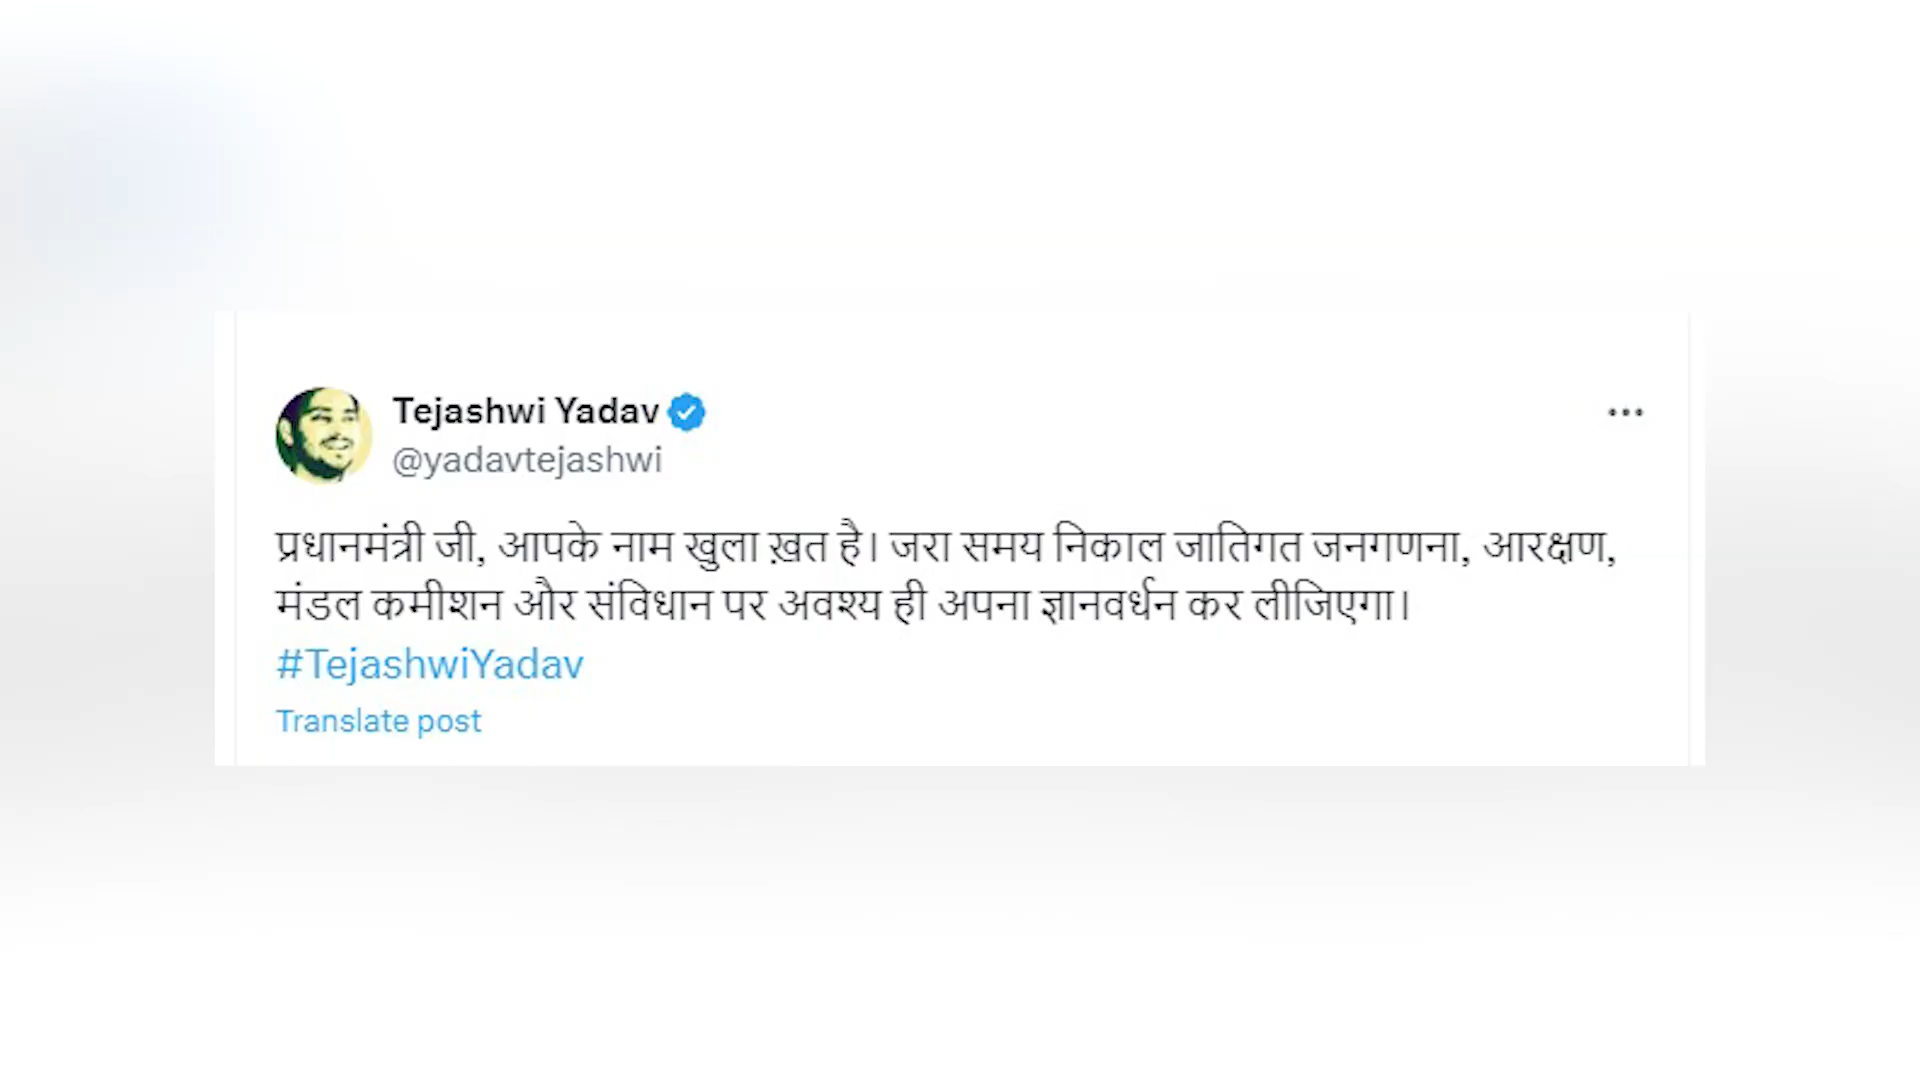 Tejashwi Yadav
@yadavtejashwi
प्रधानमंत्री जी, आपके नाम खुला ख़त है। जरा समय निकाल जातिगत जनगणना, आरक्षण,
मंडल कमीशन और संविधान पर अवश्य ही अपना ज्ञानवर्धन कर लीजिएगा।
#TejashwiYadav
Translate post